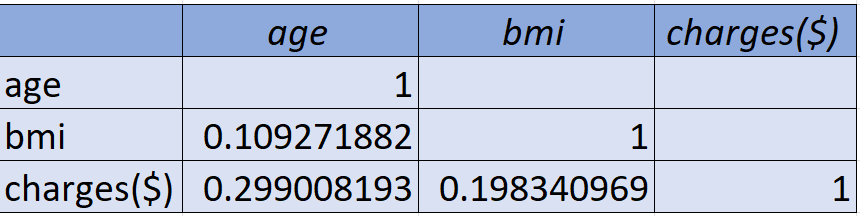 age bmi charges($)
age 1
bmi 0.109271882 1
charges($) 0.299008193 0.198340969 1